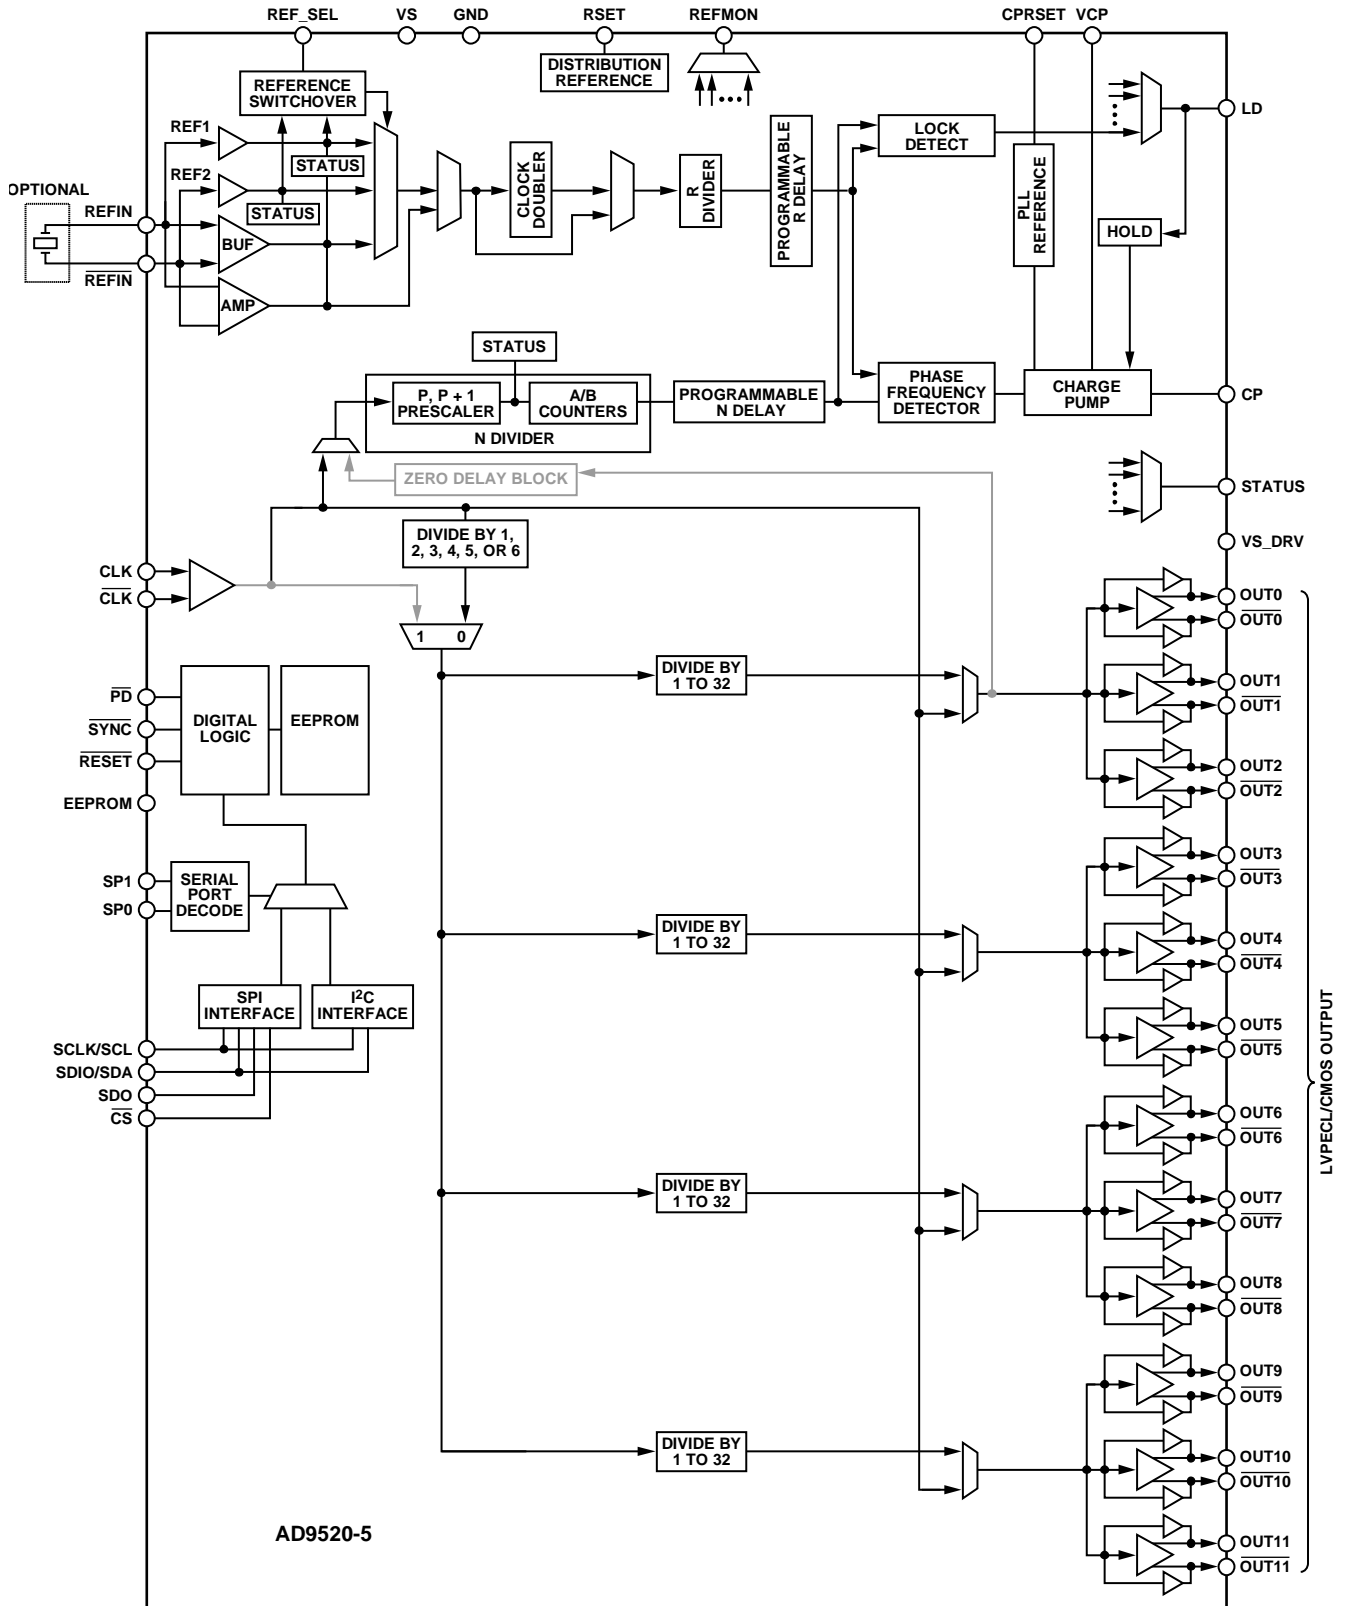 REF_SEL VS GND RSET REFMON CPRSET VCP
DISTRIBUTION
REFERENCE
REFERENCE
SWITCHOVER
LD
REF1
STATUS
REF2
STATUS
OPTIONAL
REFIN
REFIN
BUF
AMP
CLOCK
DOUBLER
R
DIVIDER
PROGRAMMABLE
R DELAY
LOCK
DETECT
PLL
REFERENCE
HOLD
STATUS
P, P + 1
PRESCALER
A/B
COUNTERS
N DIVIDER
PROGRAMMABLE
N DELAY
PHASE
FREQUENCY
DETECTOR
CHARGE
PUMP
CP
ZERO DELAY BLOCK
STATUS
DIVIDE BY 1,
2, 3, 4, 5, OR 6
VS_DRV
CLK
CLK
1 0
OUT0
OUT0
DIVIDE BY
1 TO 32
OUT1
OUT1
OUT2
OUT2
PD
SYNC
RESET
DIGITAL
LOGIC
EEPROM
EEPROM
SP1
SP0
SERIAL
PORT
DECODE
OUT3
OUT3
DIVIDE BY
1 TO 32
OUT4
OUT4
OUT5
OUT5
SPI
INTERFACE
I2C
INTERFACE
SCLK/SCL
SDIO/SDA
SDO
CS
LVPECL/CMOS OUTPUT
OUT6
OUT6
DIVIDE BY
1 TO 32
OUT7
OUT7
OUT8
OUT8
OUT9
OUT9
DIVIDE BY
1 TO 32
OUT10
OUT10
OUT11
OUT11
AD9520-5